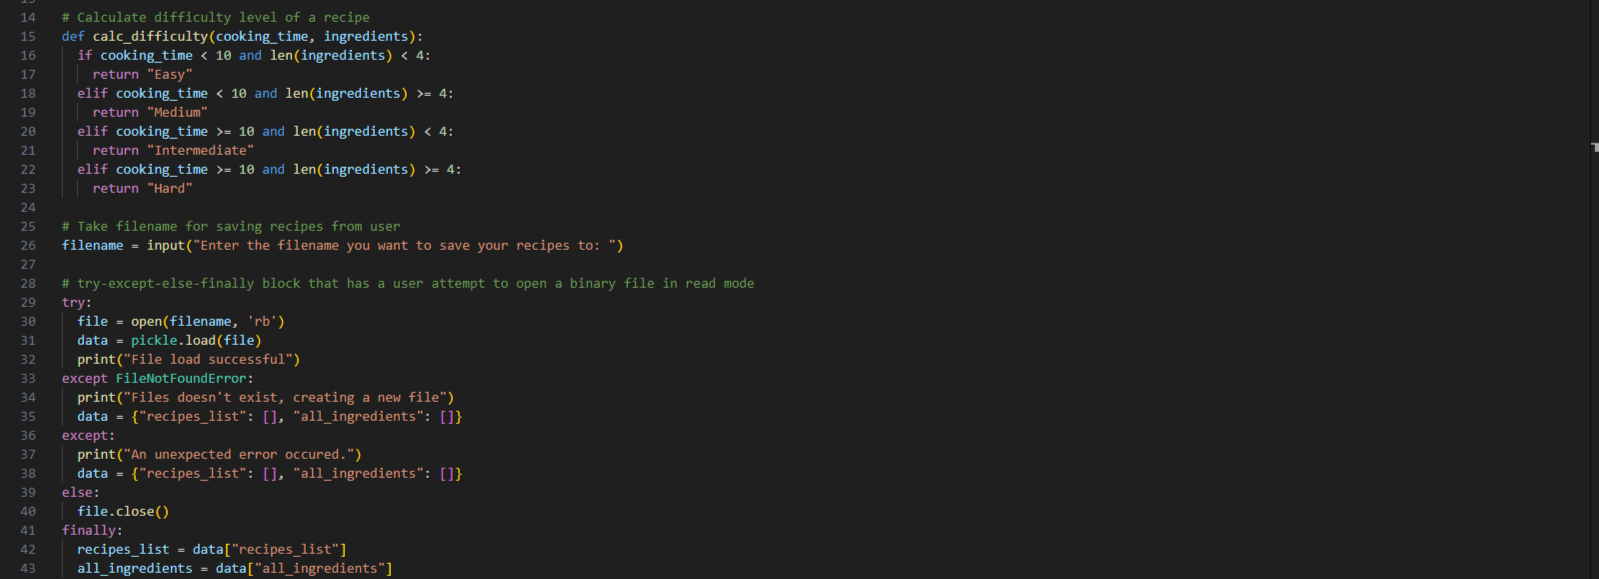 14 # Calculate difficulty level of a recipe
15 def calc_difficulty(cooking_time, ingredients):
16   if cooking_time < 10 and len(ingredients) < 4:
17     return "Easy"
18   elif cooking_time < 10 and len(ingredients) >= 4:
19     return "Medium"
20   elif cooking_time >= 10 and len(ingredients) < 4:
21     return "Intermediate"
22   elif cooking_time >= 10 and len(ingredients) >= 4:
23     return "Hard"
24
25 # Take filename for saving recipes from user
26 filename = input("Enter the filename you want to save your recipes to: ")
27
28 # try-except-else-finally block that has a user attempt to open a binary file in read mode
29 try:
30   file = open(filename, 'rb')
31   data = pickle.load(file)
32   print("File load successful")
33 except FileNotFoundError:
34   print("Files doesn't exist, creating a new file")
35   data = {"recipes_list": [], "all_ingredients": []}
36 except:
37   print("An unexpected error occured.")
38   data = {"recipes_list": [], "all_ingredients": []}
39 else:
40   file.close()
41 finally:
42   recipes_list = data["recipes_list"]
43   all_ingredients = data["all_ingredients"]